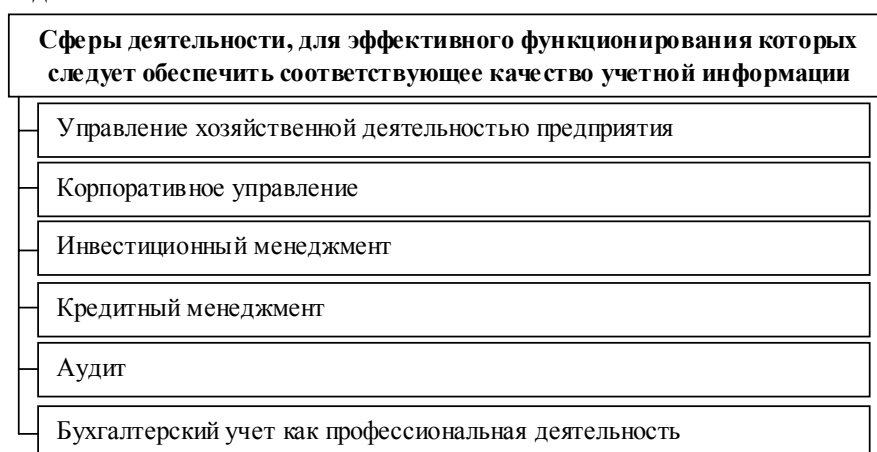 Сферы деятельности, для эффективного функционирования которых
следует обеспечить соответствующее качество учетной информации
Управление хозяйственной деятельностью предприятия
Корпоративное управление
Инвестиционный менеджмент
Кредитный менеджмент
Аудит
Бухгалтерский учет как профессиональная деятельность